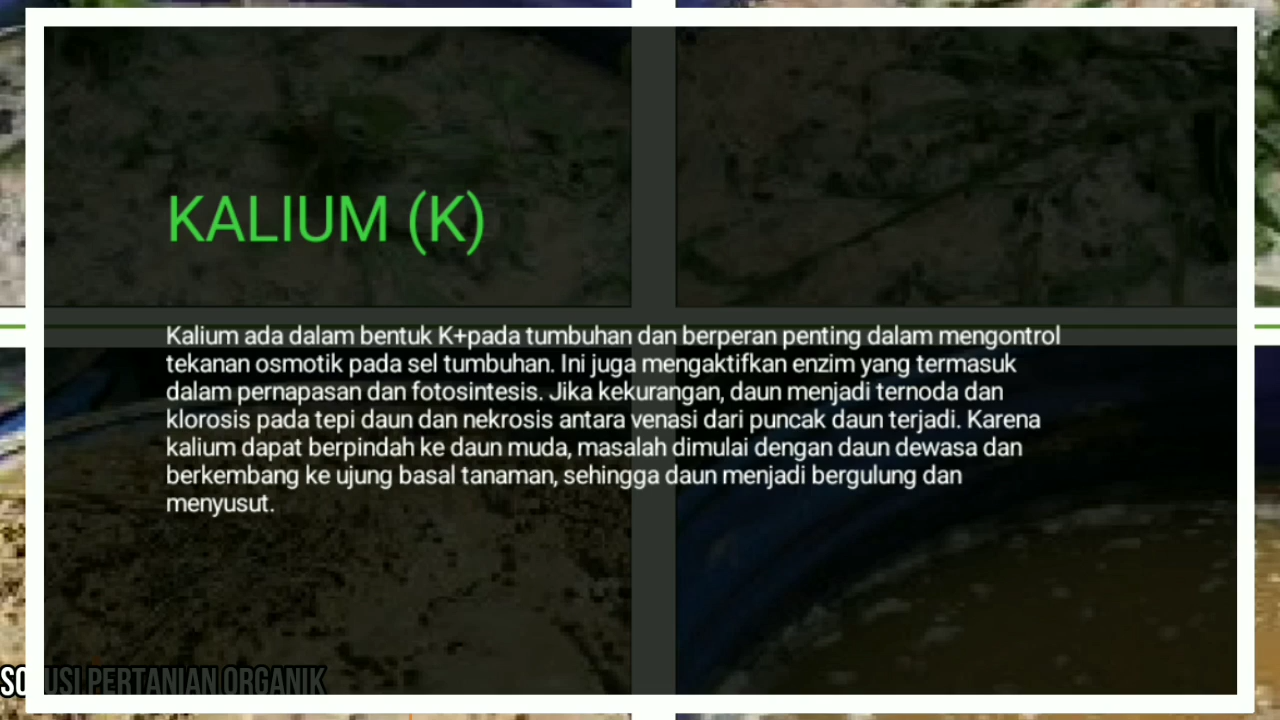 KALIUM (K)
Kalium ada dalam bentuk K+pada tumbuhan dan berperan penting dalam mengontrol
tekanan osmotik pada sel tumbuhan. Ini juga mengaktifkan enzim yang termasuk
dalam pernapasan dan fotosintesis. Jika kekurangan, daun menjadi ternoda dan
klorosis pada tepi daun dan nekrosis antara venasi dari puncak daun terjadi. Karena
kalium dapat berpindah ke daun muda, masalah dimulai dengan daun dewasa dan
berkembang ke ujung basal tanaman, sehingga daun menjadi bergulung dan
menyusut.
SOLUSI PERTANIAN ORGANIK